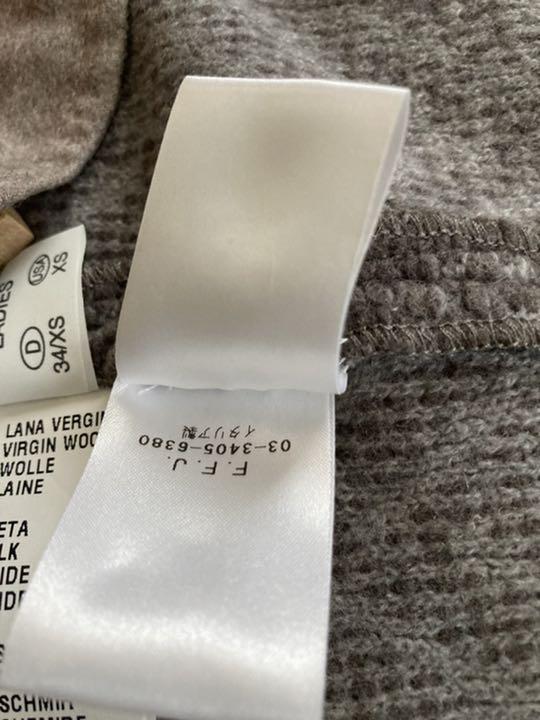 LADIES
USA
XS
D
34/XS
F.F.J.
03-3405-6380
イタリア製
LANA VERGIN
VIRGIN WOO
WOLLE
LAINE
ETA
LK
IDE
SCHMIR